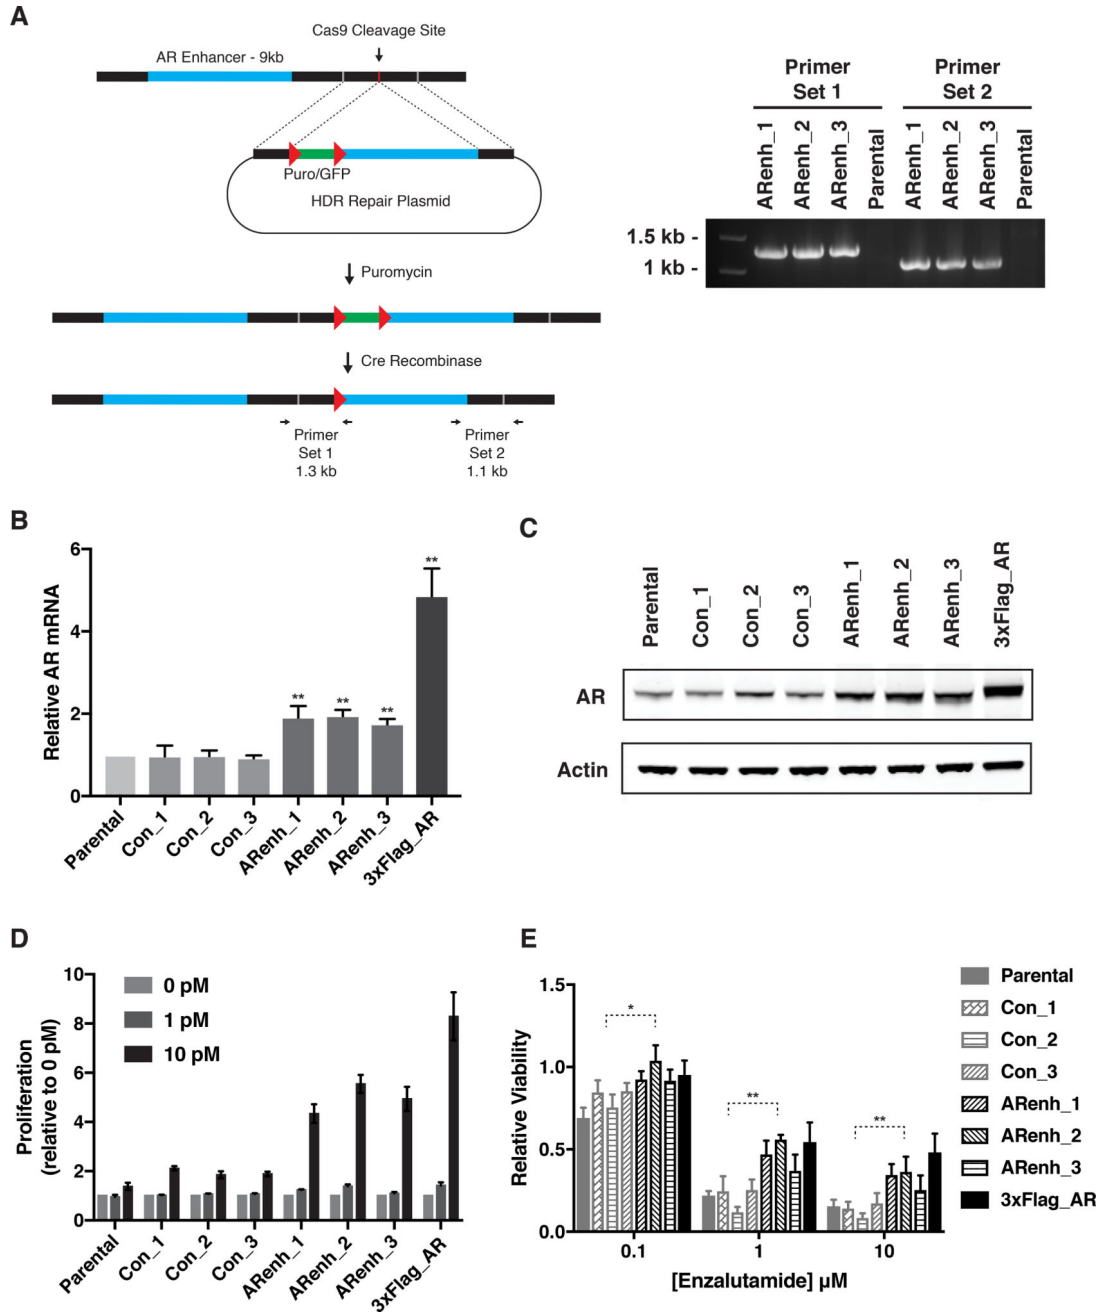 A
Cas9 Cleavage Site
AR Enhancer - 9kb
Puro/GFP
HDR Repair Plasmid
Puromycin
Cre Recombinase
Primer
Set 1
1.3 kb
Primer
Set 2
1.1 kb
Primer
Set 1
Primer
Set 2
ARenh_1
ARenh_2
ARenh_3
Parental
ARenh_1
ARenh_2
ARenh_3
Parental
1.5 kb -
1 kb -
B
Relative AR mRNA
6
4
2
0
**
**
**
**
Parental
Con_1
Con_2
Con_3
ARenh_1
ARenh_2
ARenh_3
3xFlag_AR
C
Parental
Con_1
Con_2
Con_3
ARenh_1
ARenh_2
ARenh_3
3xFlag_AR
AR
Actin
D
Proliferation
(relative to 0 pM)
10
8
6
4
2
0
0 pM
1 pM
10 pM
Parental
Con_1
Con_2
Con_3
ARenh_1
ARenh_2
ARenh_3
3xFlag_AR
E
Relative Viability
1.5
1.0
0.5
0.0
*
**
**
0.1
1
10
[Enzalutamide] µM
Parental
Con_1
Con_2
Con_3
ARenh_1
ARenh_2
ARenh_3
3xFlag_AR